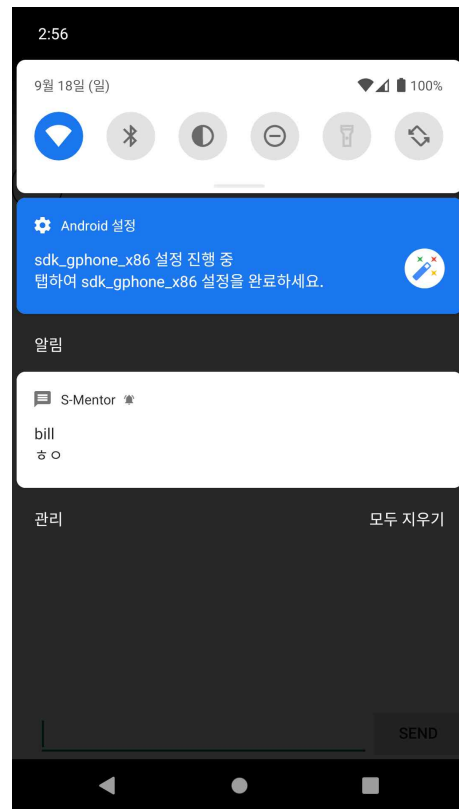 2:56
9월 18일 (일) 100%
Android 설정
sdk_gphone_x86 설정 진행 중
탭하여 sdk_gphone_x86 설정을 완료하세요.
알림
S-Mentor
bill
ㅎㅇ
관리 모두 지우기
SEND